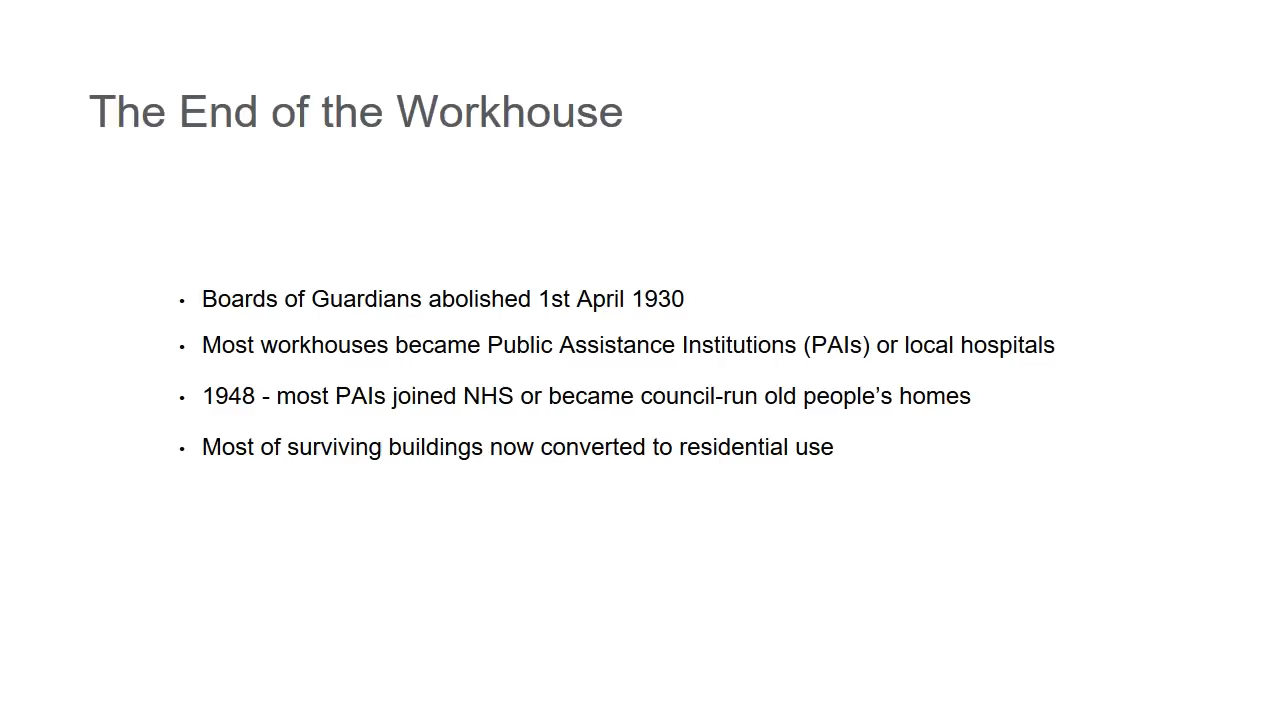 The End of the Workhouse
• Boards of Guardians abolished 1st April 1930
• Most workhouses became Public Assistance Institutions (PAIs) or local hospitals
• 1948 - most PAIs joined NHS or became council-run old people’s homes
• Most of surviving buildings now converted to residential use